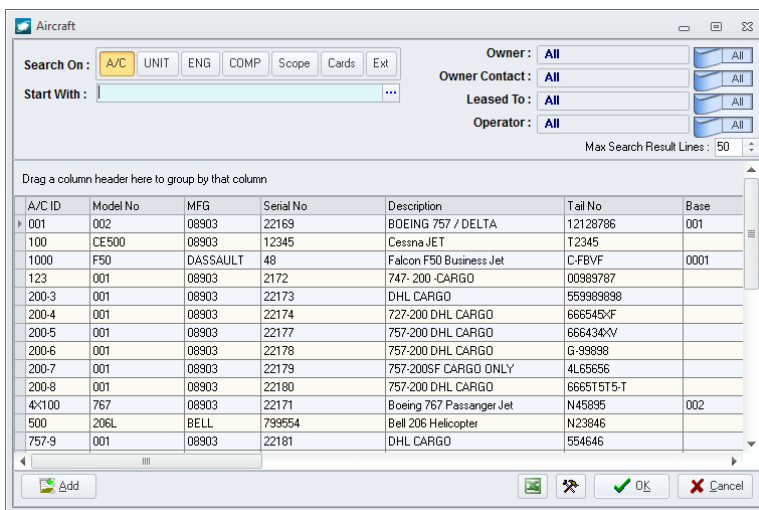 Aircraft
Search On : A/C UNIT ENG COMP Scope Cards Ext
Start With : ...
Owner : All All
Owner Contact : All All
Leased To : All All
Operator : All All
Max Search Result Lines : 50
Drag a column header here to group by that column
A/C ID Model No MFG Serial No Description Tail No Base
001 002 08903 22169 BOEING 757 / DELTA 12128786 001
100 CE500 08903 12345 Cessna JET T2345
1000 F50 DASSAULT 48 Falcon F50 Business Jet C-FBVF 0001
123 001 08903 2172 747- 200 -CARGO 00989787
200-3 001 08903 22173 DHL CARGO 559989898
200-4 001 08903 22174 727-200 DHL CARGO 666545XF
200-5 001 08903 22177 757-200 DHL CARGO 666434XV
200-6 001 08903 22178 757-200 DHL CARGO G-99898
200-7 001 08903 22179 757-200SF CARGO ONLY 4L65656
200-8 001 08903 22180 757-200 DHL CARGO 6665T5T5-T
4X100 767 08903 22171 Boeing 767 Passanger Jet N45895 002
500 206L BELL 799554 Bell 206 Helicopter N23846
757-9 001 08903 22181 DHL CARGO 554646
Add OK Cancel